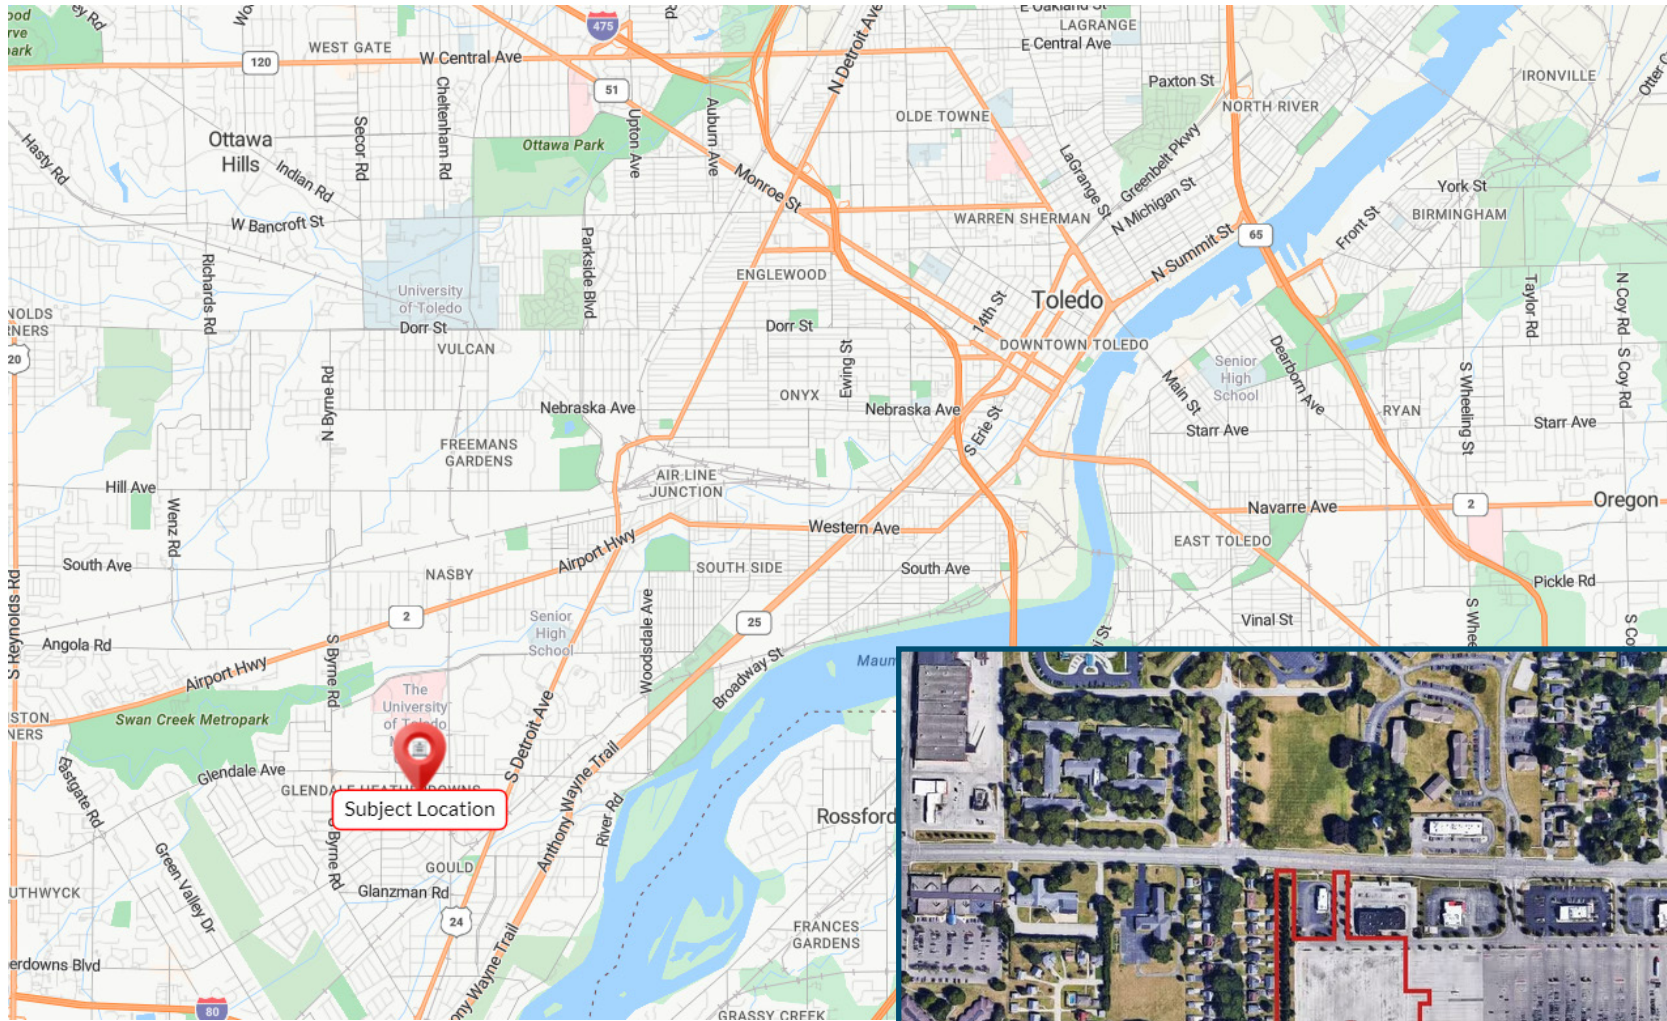 E Oakland St
LAGRANGE
E Central Ave
475
WEST GATE
120
W Central Ave
N Detroit Ave
51
Paxton St
IRONVILLE
NORTH RIVER
Cheltenham Rd
Secor Rd
Upton Ave
Auburn Ave
OLDE TOWNE
Ottawa
Hills
Ottawa Park
Hasty Rd
Indian Rd
Monroe St
LaGrange St
Greenbelt Pkwy
N Michigan St
York St
BIRMINGHAM
W Bancroft St
WARREN SHERMAN
Front St
65
N Summit St
Richards Rd
Parkside Blvd
ENGLEWOOD
University
of Toledo
Toledo
14th St
Taylor Rd
N Coy Rd
Dorr St
Dorr St
VULCAN
DOWNTOWN TOLEDO
20
Ewing St
Senior
High
School
Dearborn Ave
S Coy Rd
N Byrne Rd
ONYX
Main St
S Wheeling St
Nebraska Ave
Nebraska Ave
RYAN
S Erie St
Starr Ave
Starr Ave
FREEMANS
GARDENS
AIR LINE
JUNCTION
Hill Ave
Wenz Rd
Navarre Ave
2
Oregon
Western Ave
Airport Hwy
EAST TOLEDO
South Ave
NASBY
SOUTH SIDE
South Ave
Pickle Rd
S Reynolds Rd
2
Senior
High
School
Woodsdale Ave
25
Vinal St
Angola Rd
S Byrne Rd
Airport Hwy
Broadway St
The
University
of Toledo
Swan Creek Metropark
S Detroit Ave
Glendale Ave
Eastgate Rd
Anthony Wayne Trail
River Rd
Subject Location
Rossford
Green Valley Dr
S Byrne Rd
GOULD
Glanzman Rd
24
FRANCES
GARDENS
80
GRASSY CREEK